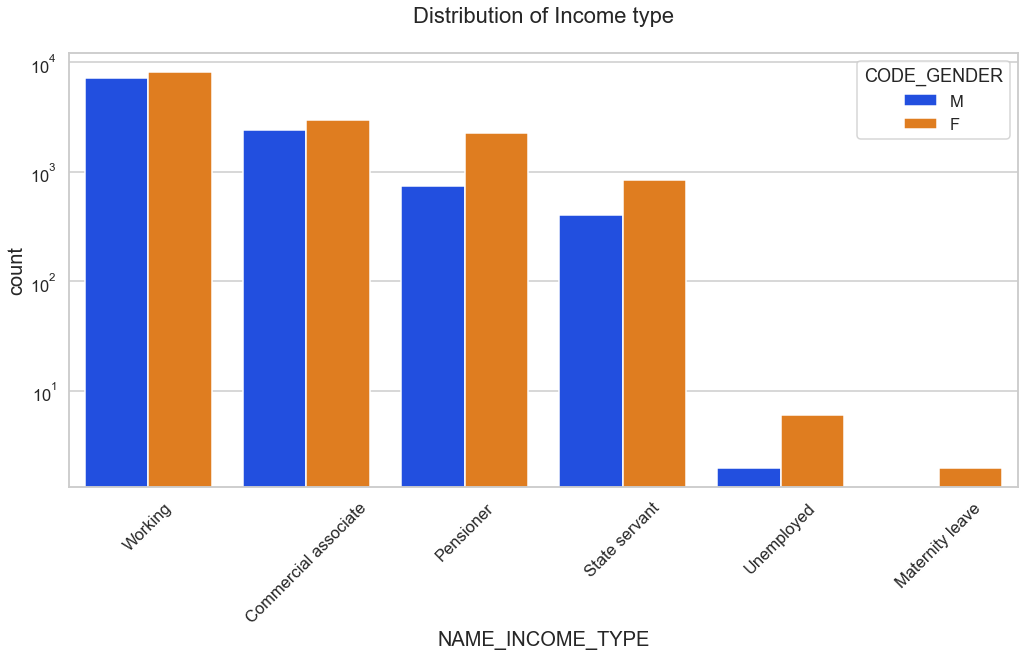 Distribution of Income type
10^4
10^3
10^2
10^1
count
CODE_GENDER
M
F
Working
Commercial associate
Pensioner
State servant
Unemployed
Maternity leave
NAME_INCOME_TYPE